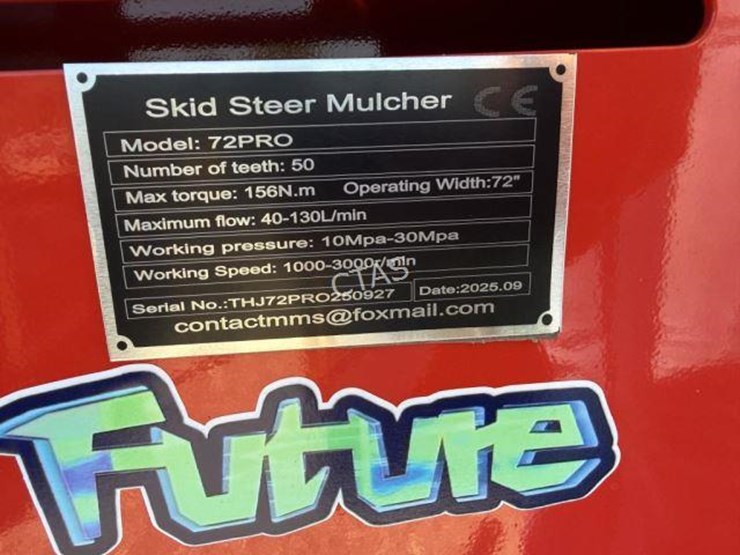 Skid Steer Mulcher CE
Model: 72PRO
Number of teeth: 50
Max torque: 156N.m Operating Width:72"
Maximum flow: 40-130L/min
Working pressure: 10Mpa-30Mpa
Working Speed: 1000-3000r/min
CTAS
Serial No.:THJ72PRO250927 Date:2025.09
contactmms@foxmail.com
Future